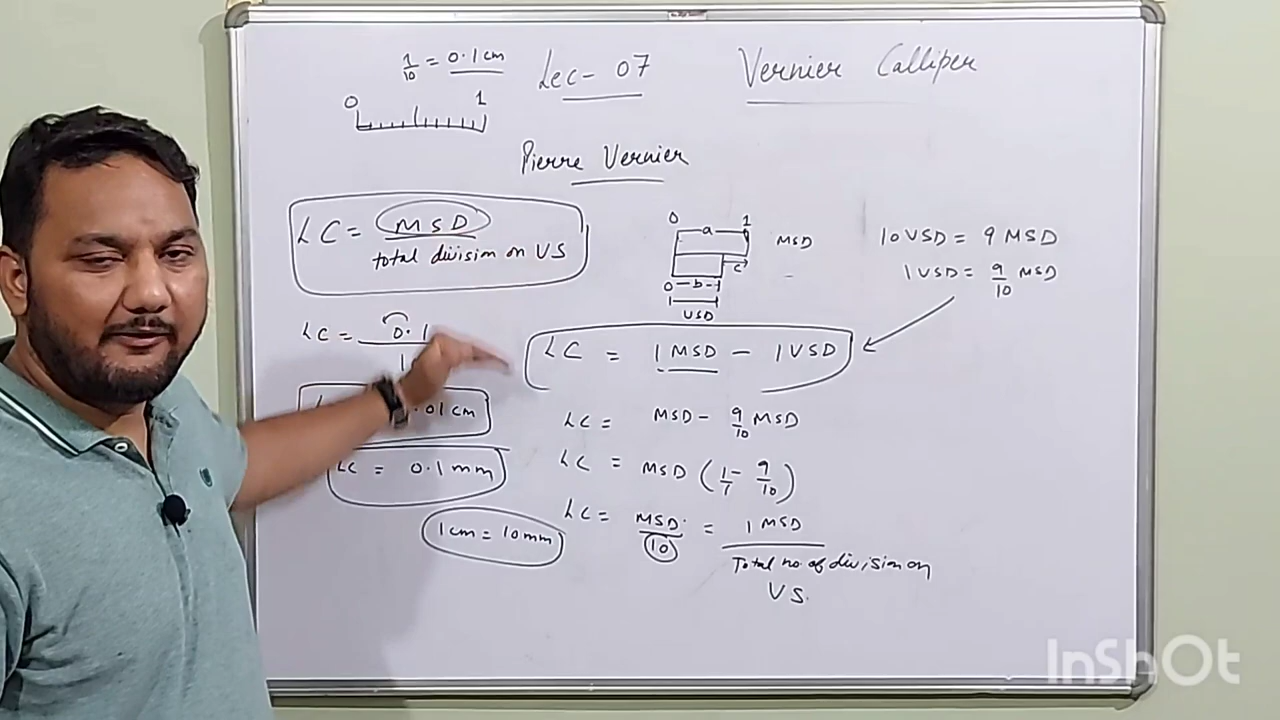 1/10 = 0.1 cm
Lec- 07
Vernier Calliper
0 1
Pierre Vernier
LC = MSD / total division on VS
0 1
a
MSD
c
0 b 1
VSD
10 VSD = 9 MSD
1 VSD = 9/10 MSD
LC = 0.1
LC = 1 MSD - 1 VSD
.01 cm
LC = 0.1 mm
1 cm = 10 mm
LC = MSD - 9/10 MSD
LC = MSD (1/1 - 9/10)
LC = MSD/10 = 1 MSD / Total no of division on
VS.
InShOt